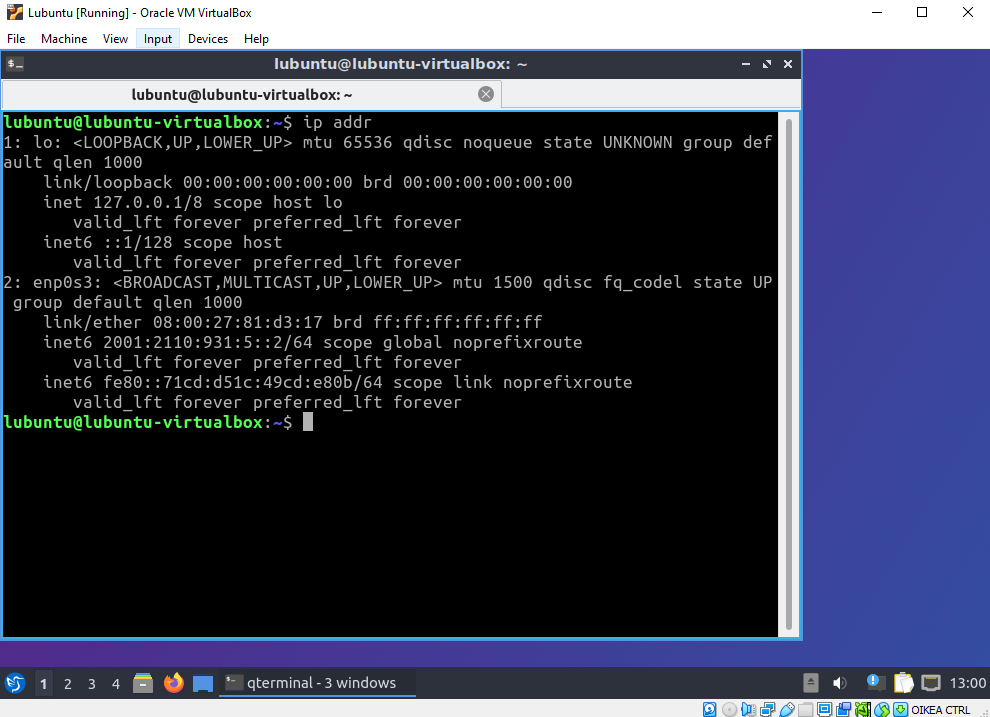 Lubuntu [Running] - Oracle VM VirtualBox
File Machine View Input Devices Help
lubuntu@lubuntu-virtualbox: ~
lubuntu@lubuntu-virtualbox: ~
lubuntu@lubuntu-virtualbox:~$ ip addr
1: lo: <LOOPBACK,UP,LOWER_UP> mtu 65536 qdisc noqueue state UNKNOWN group def
ault qlen 1000
    link/loopback 00:00:00:00:00:00 brd 00:00:00:00:00:00
    inet 127.0.0.1/8 scope host lo
       valid_lft forever preferred_lft forever
    inet6 ::1/128 scope host
       valid_lft forever preferred_lft forever
2: enp0s3: <BROADCAST,MULTICAST,UP,LOWER_UP> mtu 1500 qdisc fq_codel state UP
 group default qlen 1000
    link/ether 08:00:27:81:d3:17 brd ff:ff:ff:ff:ff:ff
    inet6 2001:2110:931:5::2/64 scope global noprefixroute
       valid_lft forever preferred_lft forever
    inet6 fe80::71cd:d51c:49cd:e80b/64 scope link noprefixroute
       valid_lft forever preferred_lft forever
lubuntu@lubuntu-virtualbox:~$
1 2 3 4 qterminal - 3 windows 13:00
OIKEA CTRL